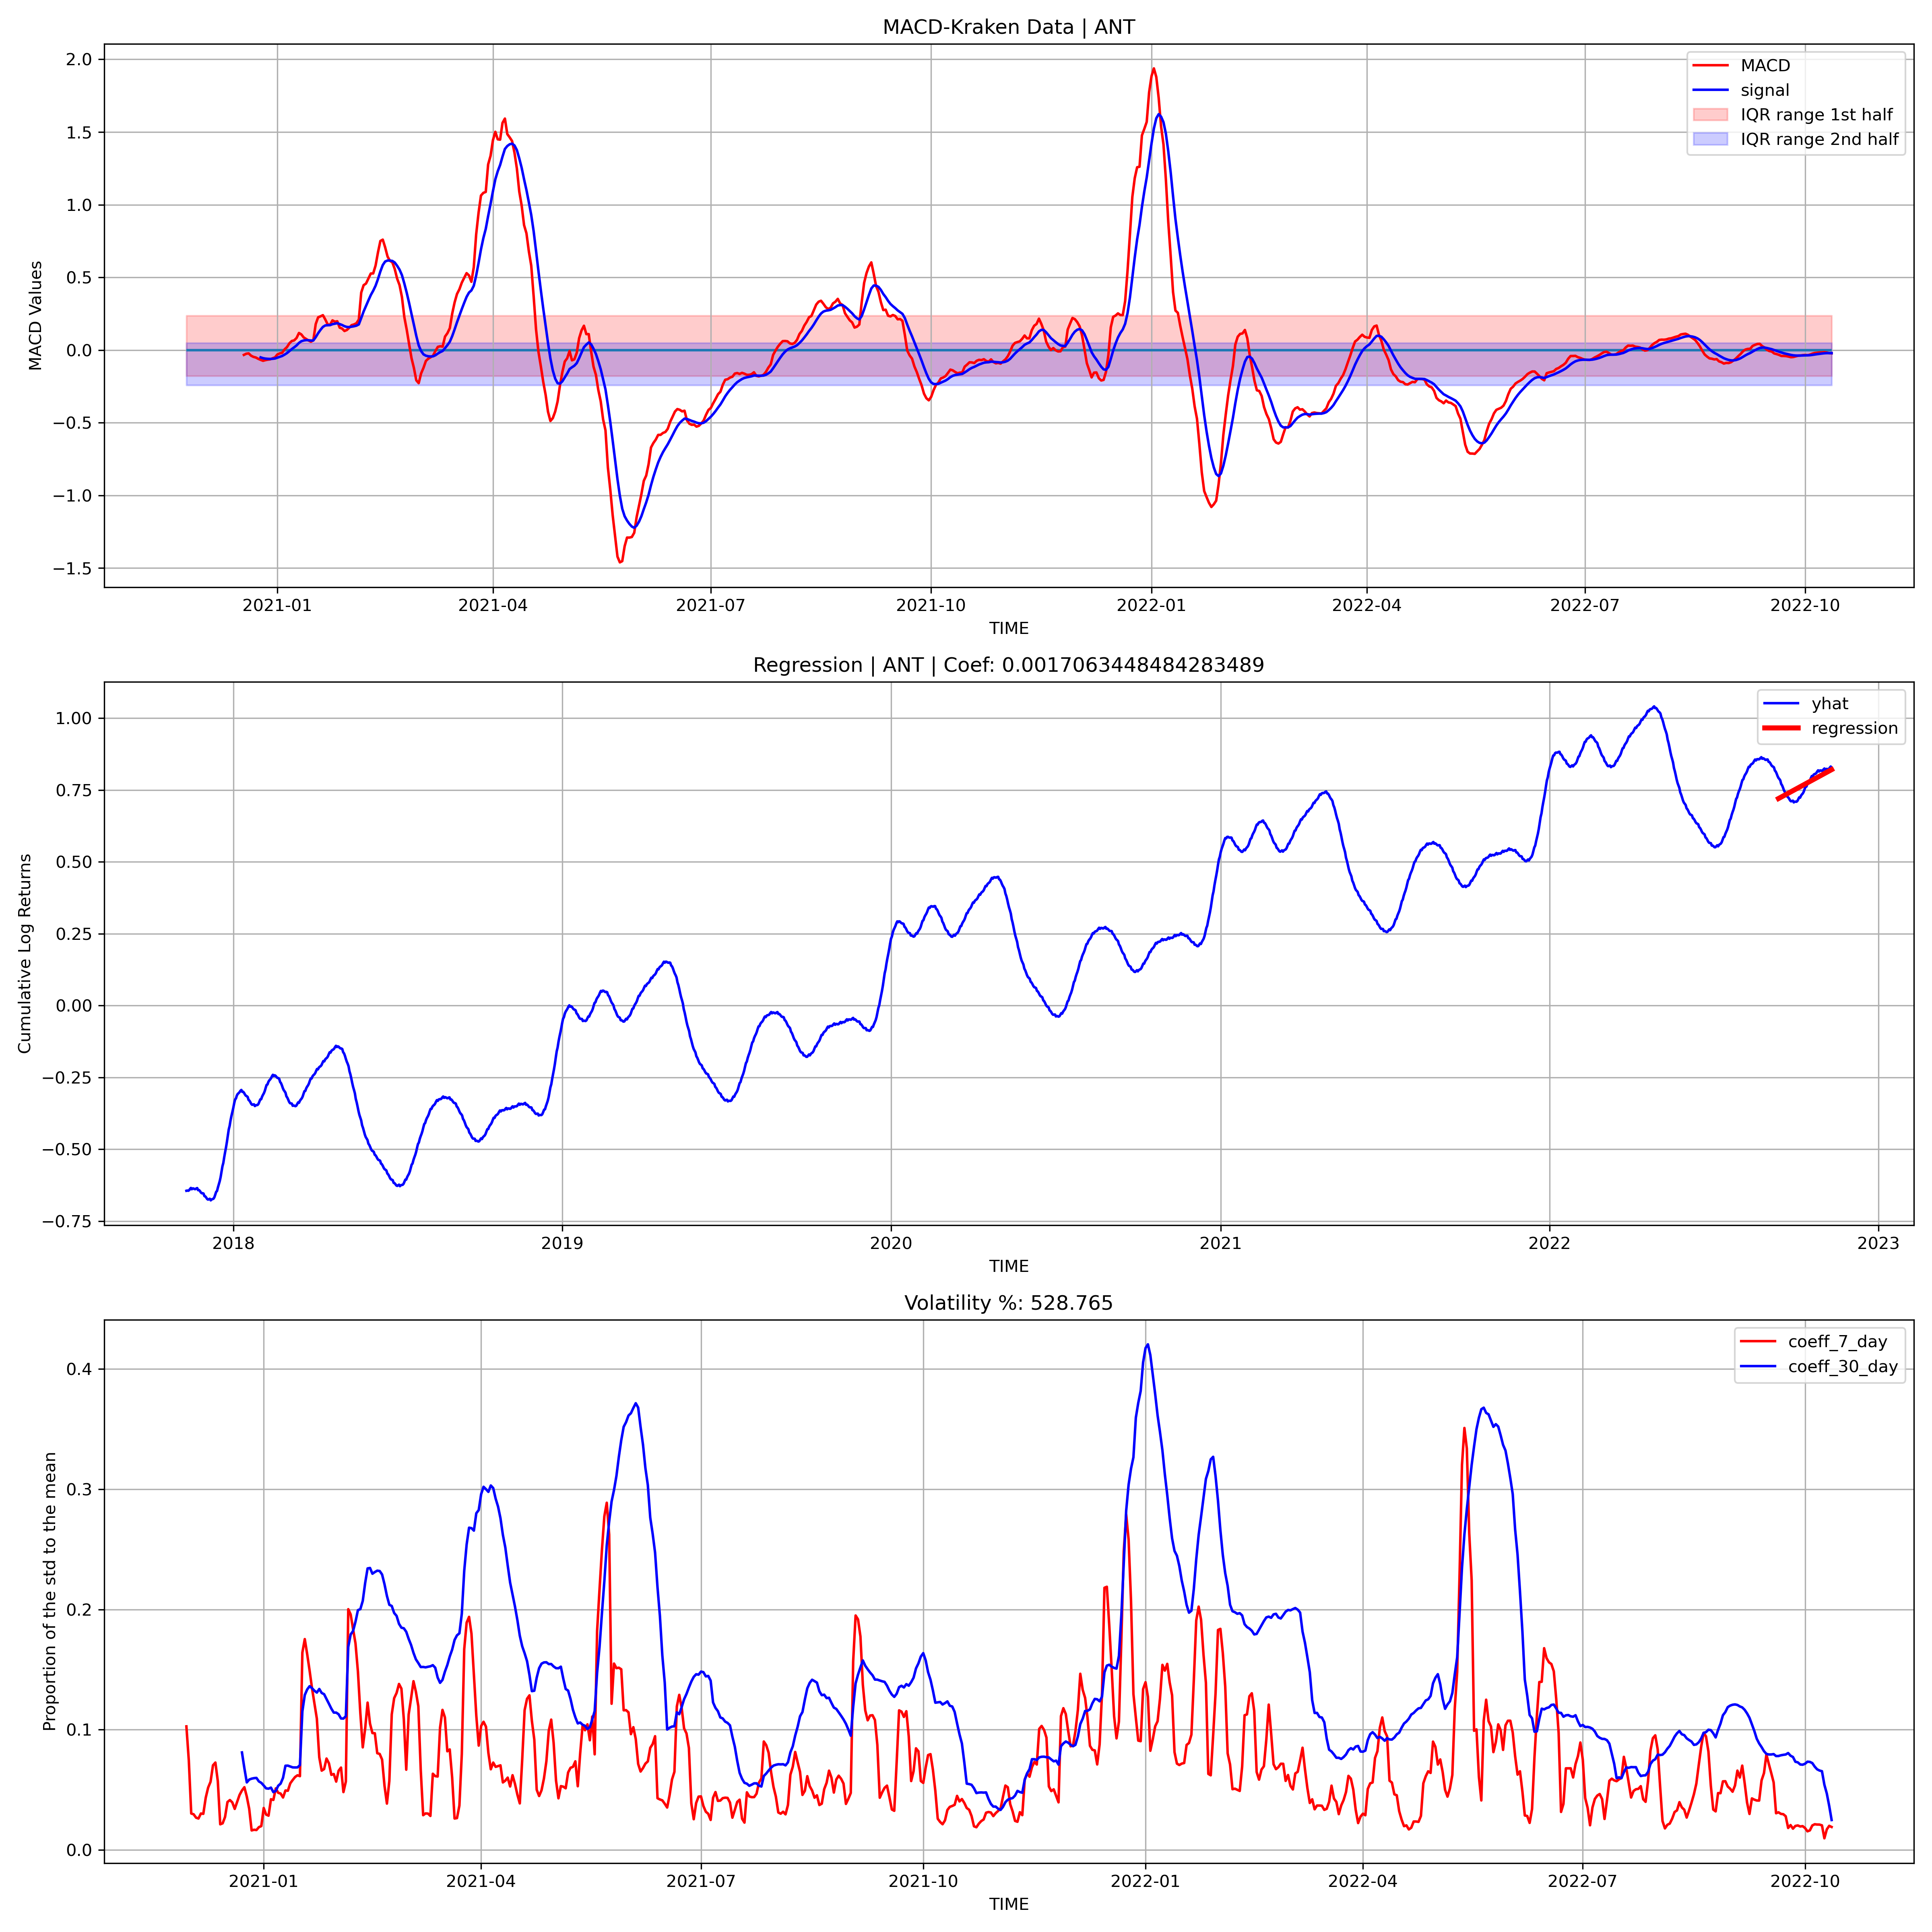 MACD-Kraken Data | ANT
MACD Values
2.0
1.5
1.0
0.5
0.0
−0.5
−1.0
−1.5
MACD
signal
IQR range 1st half
IQR range 2nd half
2021-01 2021-04 2021-07 2021-10 2022-01 2022-04 2022-07 2022-10
TIME
Regression | ANT | Coef: 0.0017063448484283489
Cumulative Log Returns
1.00
0.75
0.50
0.25
0.00
−0.25
−0.50
−0.75
yhat
regression
2018 2019 2020 2021 2022 2023
TIME
Volatility %: 528.765
Proportion of the std to the mean
0.4
0.3
0.2
0.1
0.0
coeff_7_day
coeff_30_day
2021-01 2021-04 2021-07 2021-10 2022-01 2022-04 2022-07 2022-10
TIME